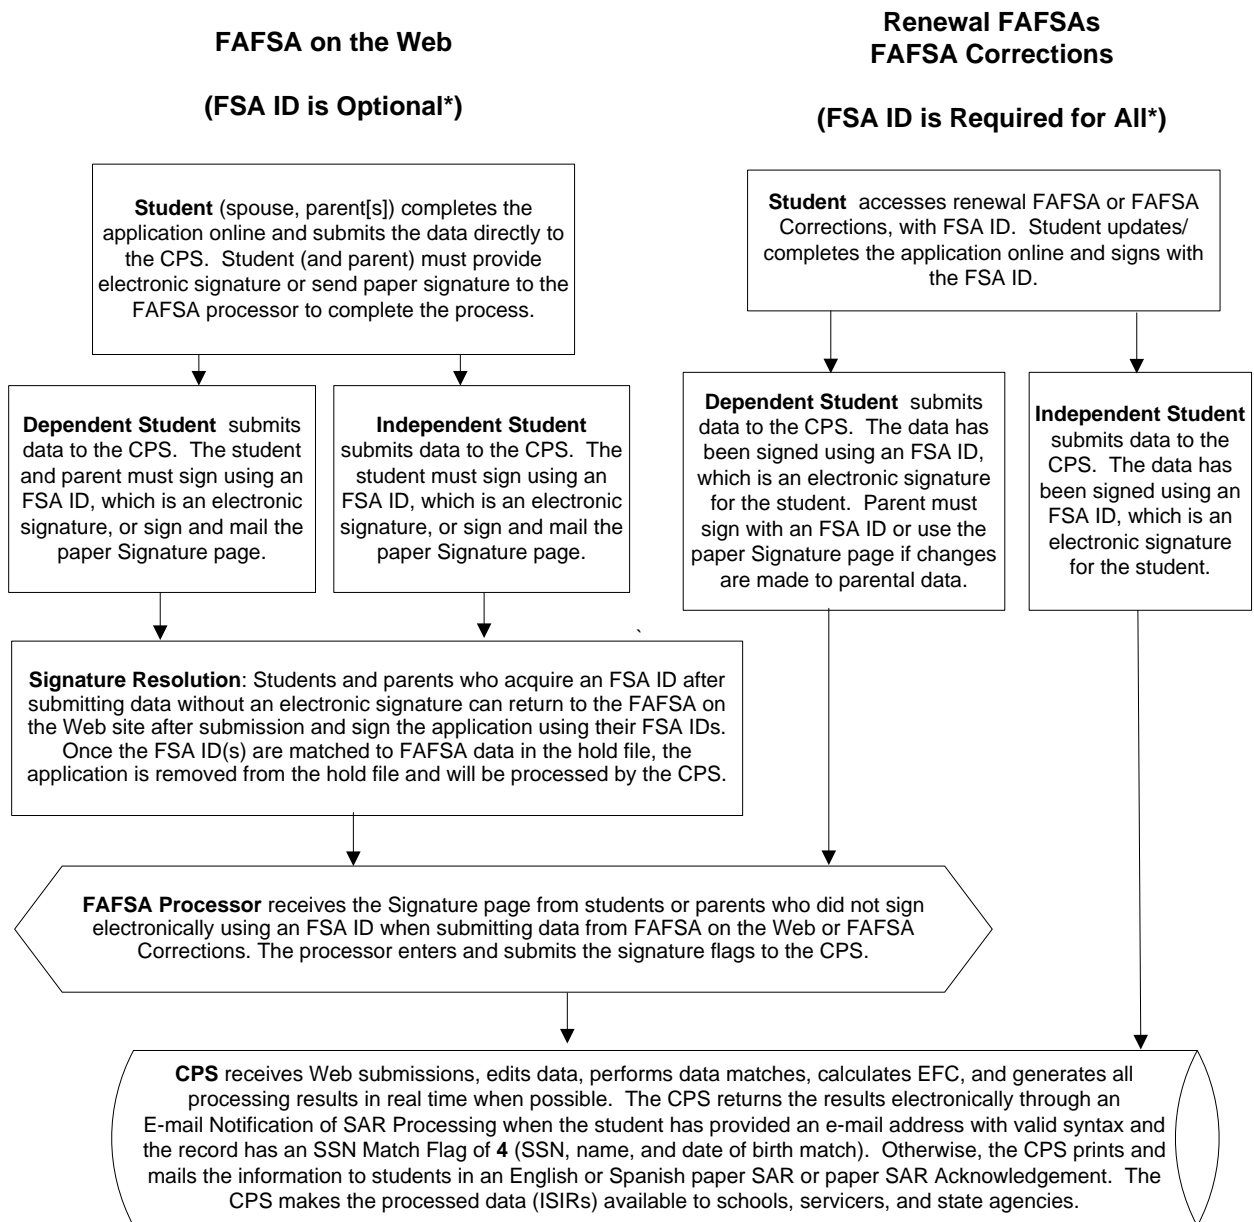 FAFSA on the Web
(FSA ID is Optional*)
Renewal FAFSAs
FAFSA Corrections
(FSA ID is Required for All*)
Student (spouse, parent[s]) completes the
application online and submits the data directly to
the CPS. Student (and parent) must provide
electronic signature or send paper signature to the
FAFSA processor to complete the process.
Student accesses renewal FAFSA or FAFSA
Corrections, with FSA ID. Student updates/
completes the application online and signs with
the FSA ID.
Dependent Student submits
data to the CPS. The student
and parent must sign using an
FSA ID, which is an electronic
signature, or sign and mail the
paper Signature page.
Independent Student
submits data to the CPS. The
student must sign using an
FSA ID, which is an electronic
signature, or sign and mail the
paper Signature page.
Dependent Student submits
data to the CPS. The data has
been signed using an FSA ID,
which is an electronic signature
for the student. Parent must
sign with an FSA ID or use the
paper Signature page if changes
are made to parental data.
Independent Student
submits data to the
CPS. The data has
been signed using an
FSA ID, which is an
electronic signature
for the student.
`
Signature Resolution: Students and parents who acquire an FSA ID after
submitting data without an electronic signature can return to the FAFSA on
the Web site after submission and sign the application using their FSA IDs.
Once the FSA ID(s) are matched to FAFSA data in the hold file, the
application is removed from the hold file and will be processed by the CPS.
FAFSA Processor receives the Signature page from students or parents who did not sign
electronically using an FSA ID when submitting data from FAFSA on the Web or FAFSA
Corrections. The processor enters and submits the signature flags to the CPS.
CPS receives Web submissions, edits data, performs data matches, calculates EFC, and generates all
processing results in real time when possible. The CPS returns the results electronically through an
E-mail Notification of SAR Processing when the student has provided an e-mail address with valid syntax and
the record has an SSN Match Flag of 4 (SSN, name, and date of birth match). Otherwise, the CPS prints and
mails the information to students in an English or Spanish paper SAR or paper SAR Acknowledgement. The
CPS makes the processed data (ISIRs) available to schools, servicers, and state agencies.